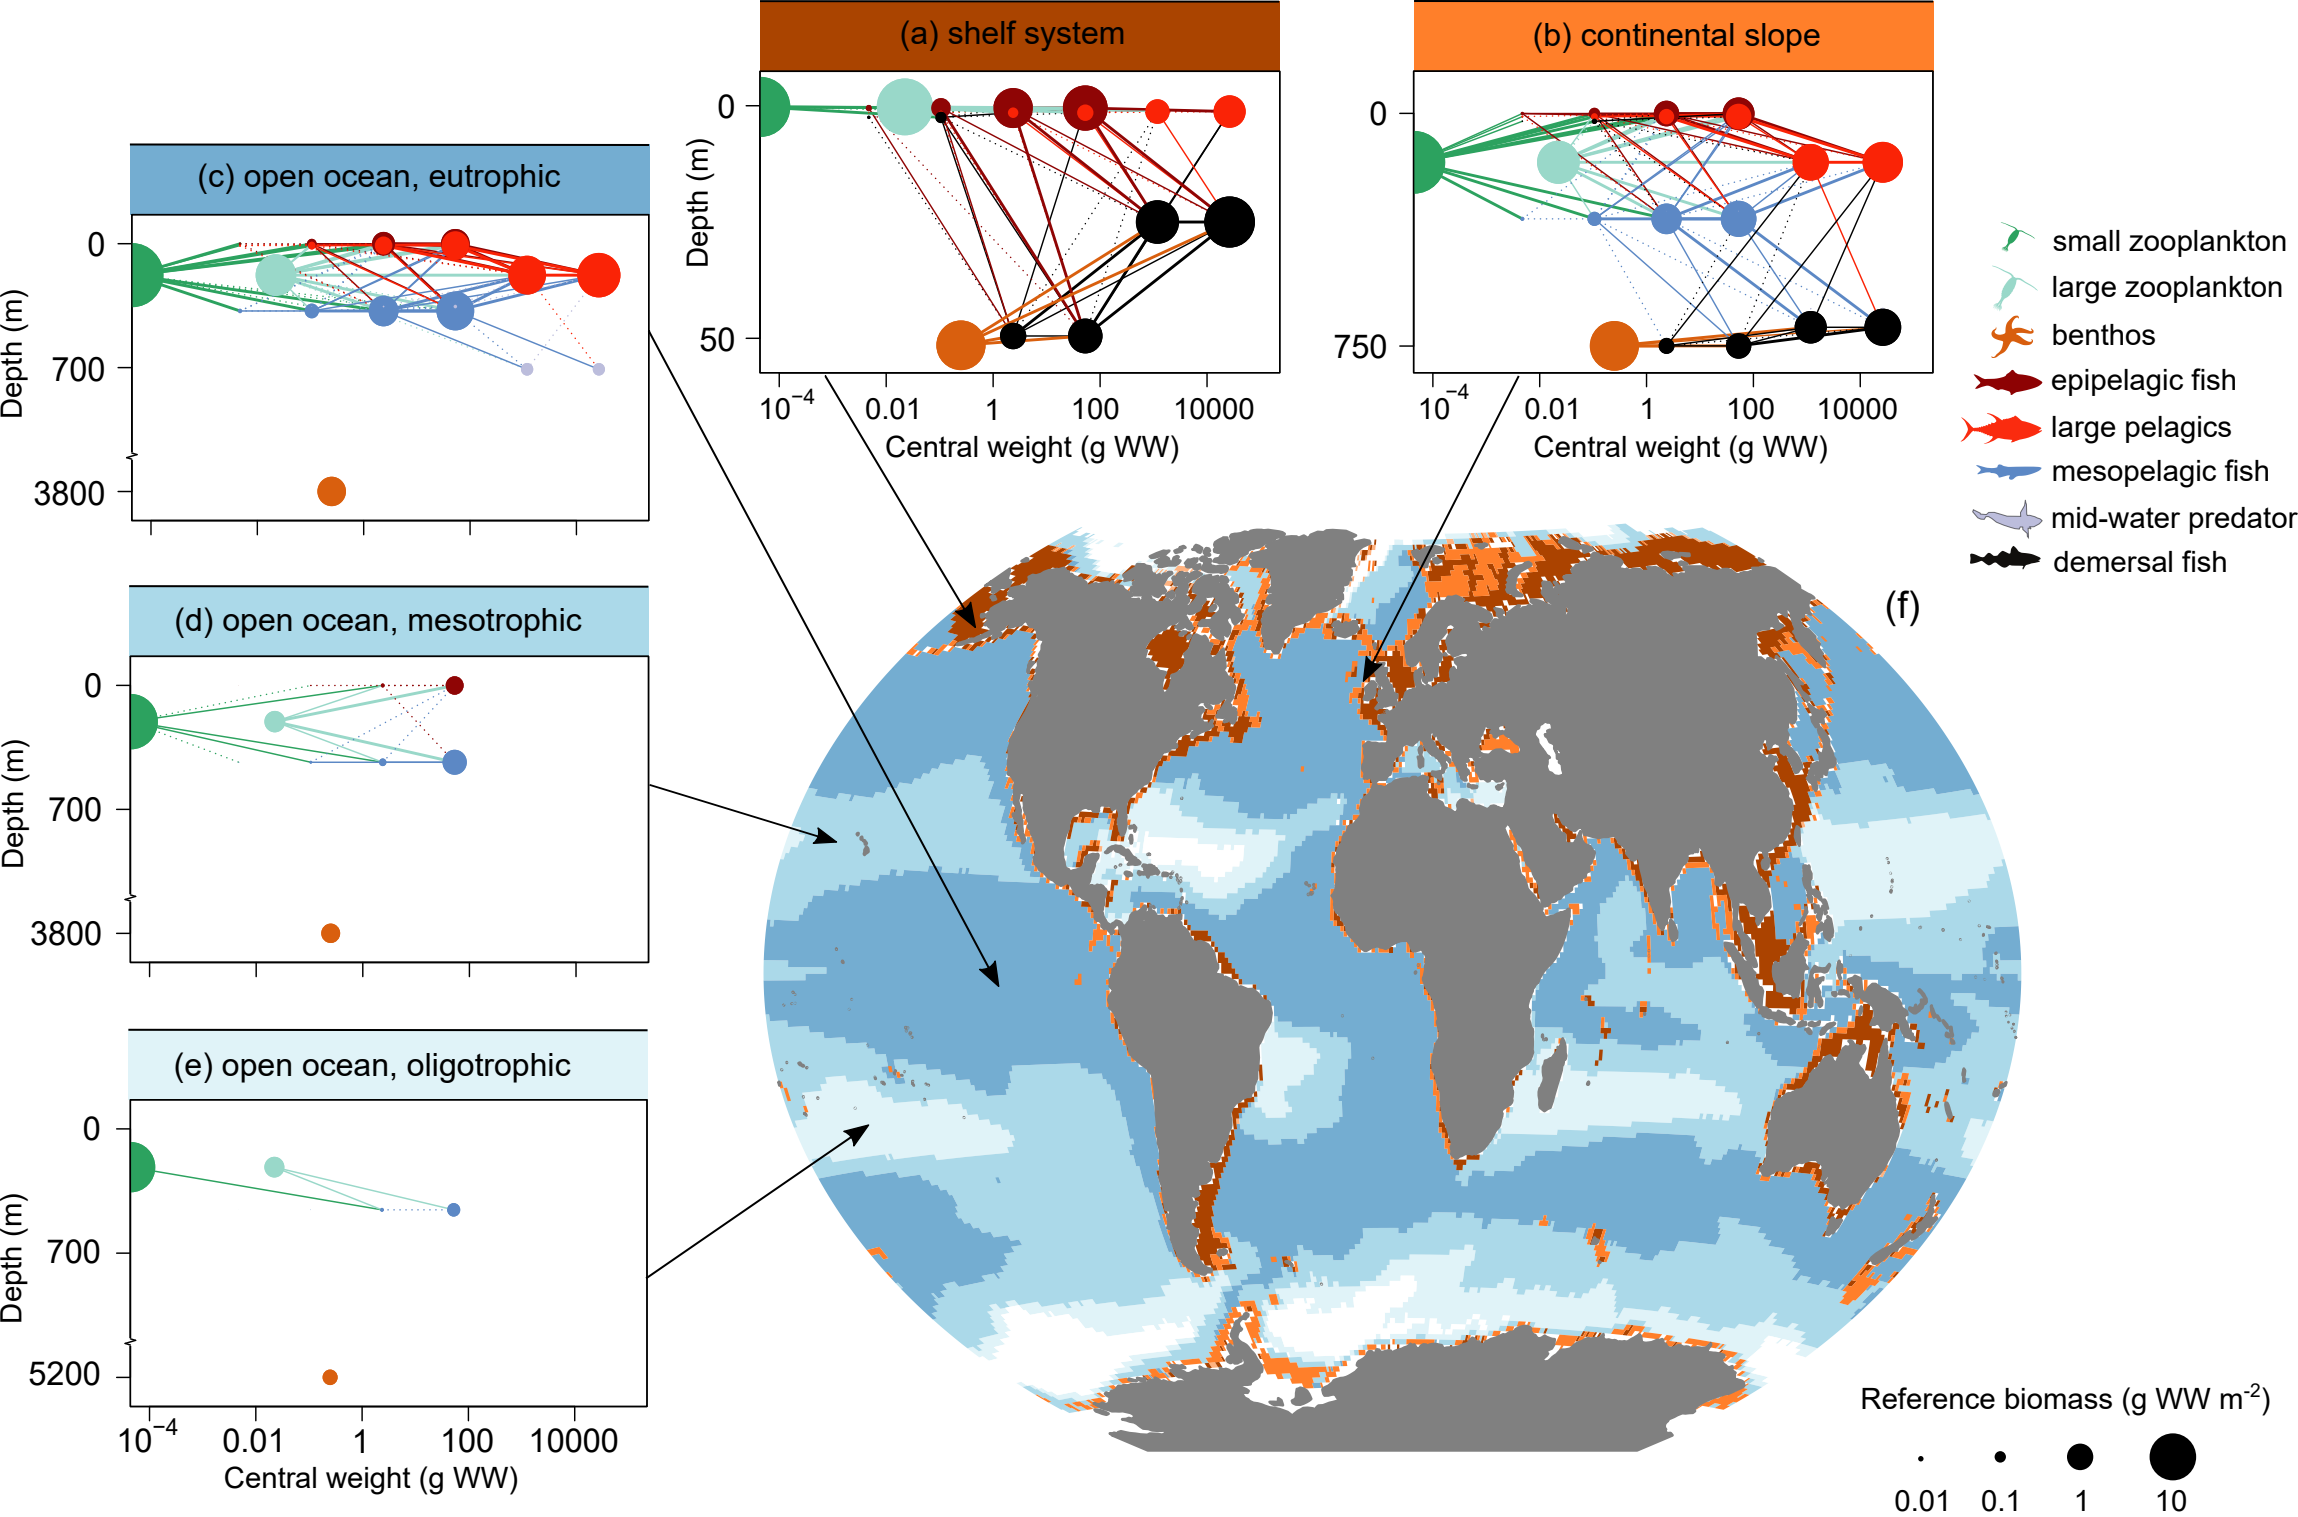 (a) shelf system
Depth (m)
0
50
10−4
0.01
1
100
10000
Central weight (g WW)
(b) continental slope
0
750
10−4
0.01
1
100
10000
Central weight (g WW)
(c) open ocean, eutrophic
Depth (m)
0
700
3800
(d) open ocean, mesotrophic
Depth (m)
0
700
3800
(e) open ocean, oligotrophic
Depth (m)
0
700
5200
10−4
0.01
1
100
10000
Central weight (g WW)
small zooplankton
large zooplankton
benthos
epipelagic fish
large pelagics
mesopelagic fish
mid-water predator
demersal fish
(f)
Reference biomass (g WW m-2)
0.01
0.1
1
10